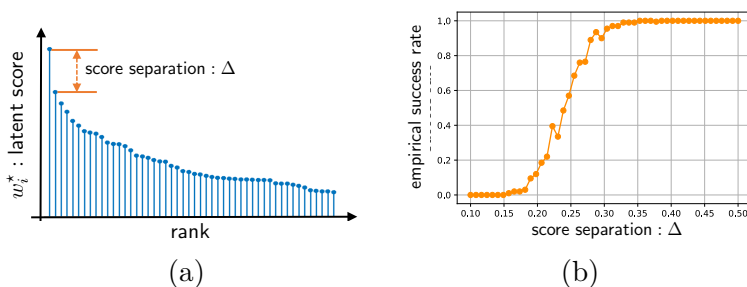 score separation : Δ
w_i^⋆ : latent score
rank
(a)
empirical success rate
1.0
0.8
0.6
0.4
0.2
0.0
0.10 0.15 0.20 0.25 0.30 0.35 0.40 0.45 0.50
score separation : Δ
(b)